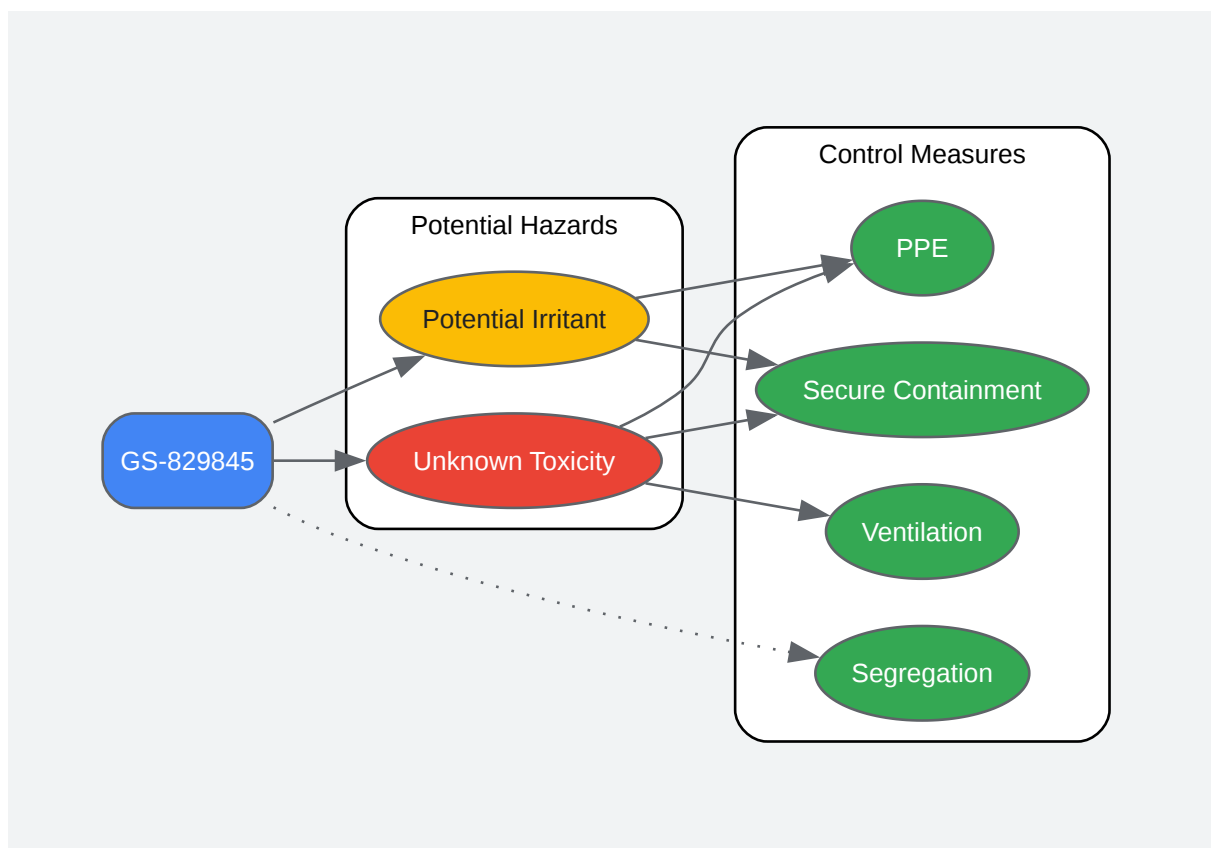 Control Measures
Potential Hazards
PPE
Potential Irritant
Secure Containment
GS-829845
Unknown Toxicity
Ventilation
Segregation